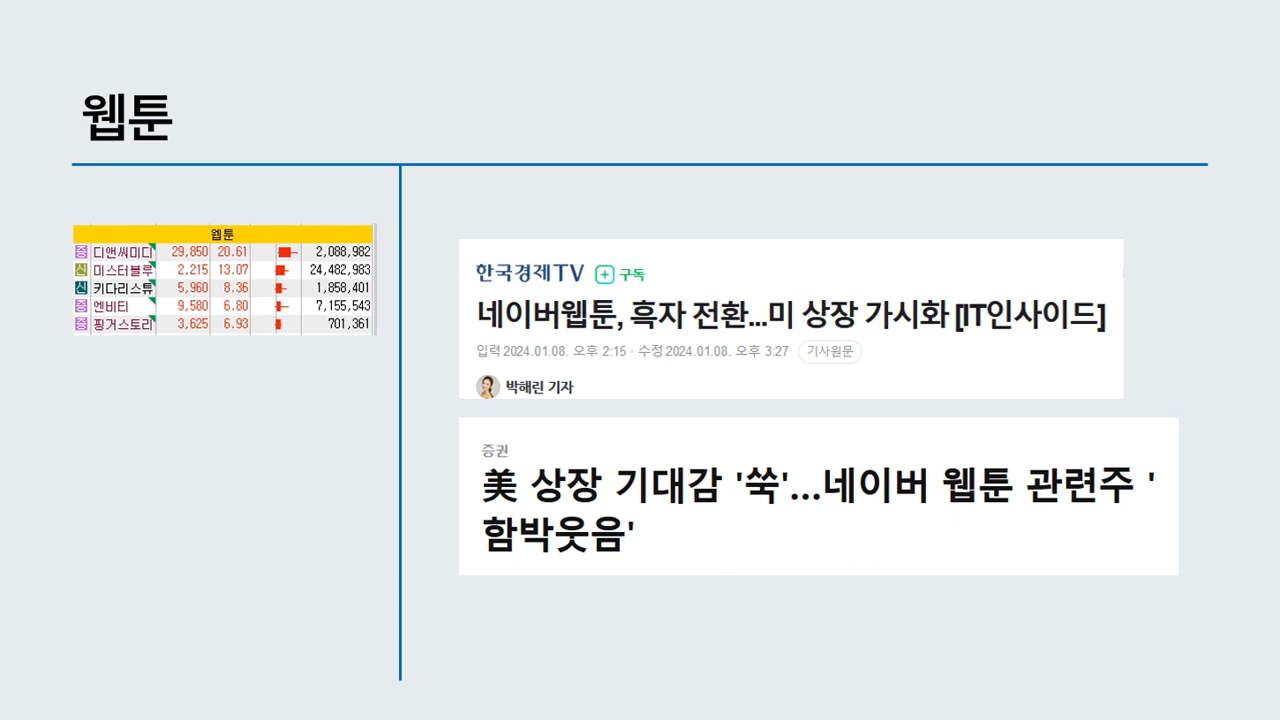 웹툰
웹툰
증 디앤씨미디 29,850 20.61 2,088,982
신 미스터블루 2,215 13.07 24,482,983
신 키다리스튜 5,960 8.36 1,858,401
증 엔비티 9,580 6.80 7,155,543
증 핑거스토리 3,625 6.93 701,361
한국경제TV + 구독
네이버웹툰, 흑자 전환...미 상장 가시화 [IT인사이드]
입력 2024.01.08. 오후 2:15 · 수정 2024.01.08. 오후 3:27 기사원문
박해린 기자
증권
美 상장 기대감 '쑥'…네이버 웹툰 관련주 '
함박웃음'